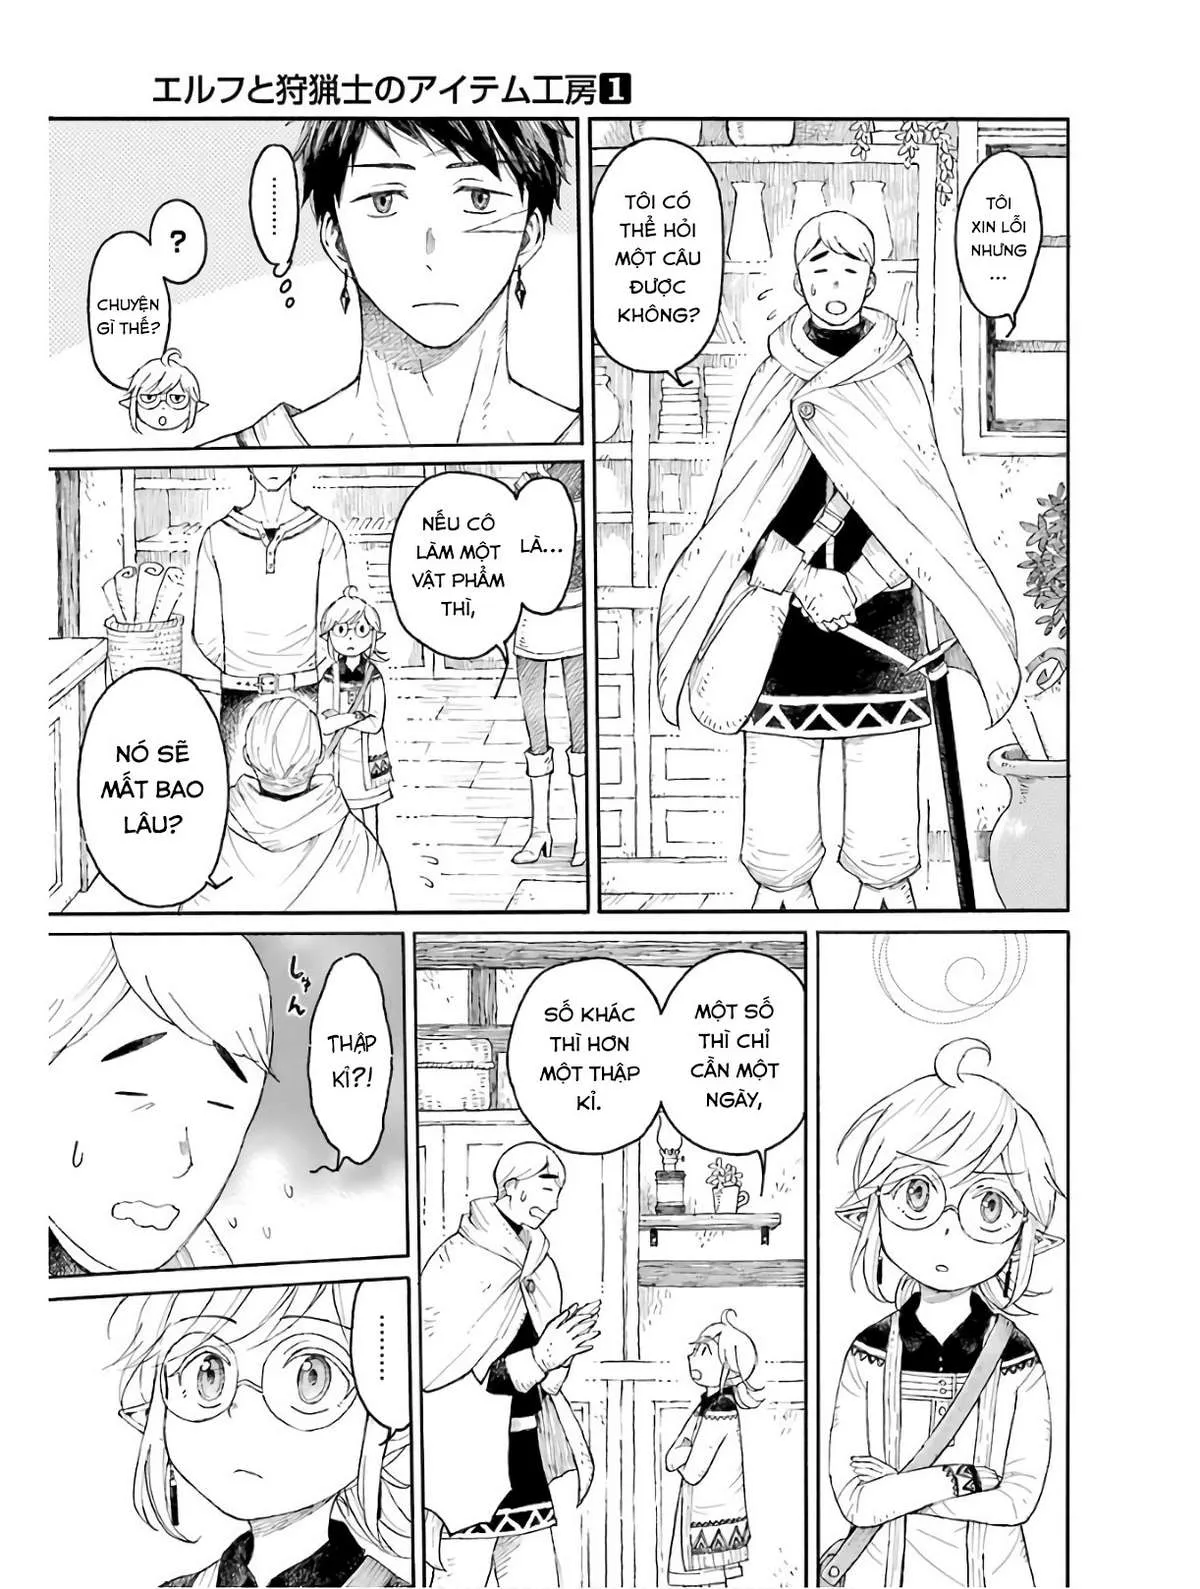 エルフと狩猟士のアイテム工房1
TÔI
XIN LỖI
NHƯNG
...
TÔI CÓ
THỂ HỎI
MỘT CÂU
ĐƯỢC
KHÔNG?
.........
?
CHUYỆN
GÌ THẾ?
LÀ...
NẾU CÔ
LÀM MỘT
VẬT PHẨM
THÌ,
NÓ SẼ
MẤT BAO
LÂU?
MỘT SỐ
THÌ CHỈ
CẦN MỘT
NGÀY,
SỐ KHÁC
THÌ HƠN
MỘT THẬP
KỈ.
THẬP
KỈ?!
しゅん
.........